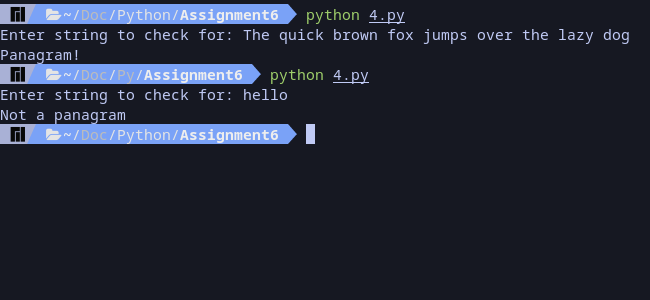 ~/Doc/Python/Assignment6 python 4.py
Enter string to check for: The quick brown fox jumps over the lazy dog
Panagram!
~/Doc/Py/Assignment6 python 4.py
Enter string to check for: hello
Not a panagram
~/Doc/Python/Assignment6